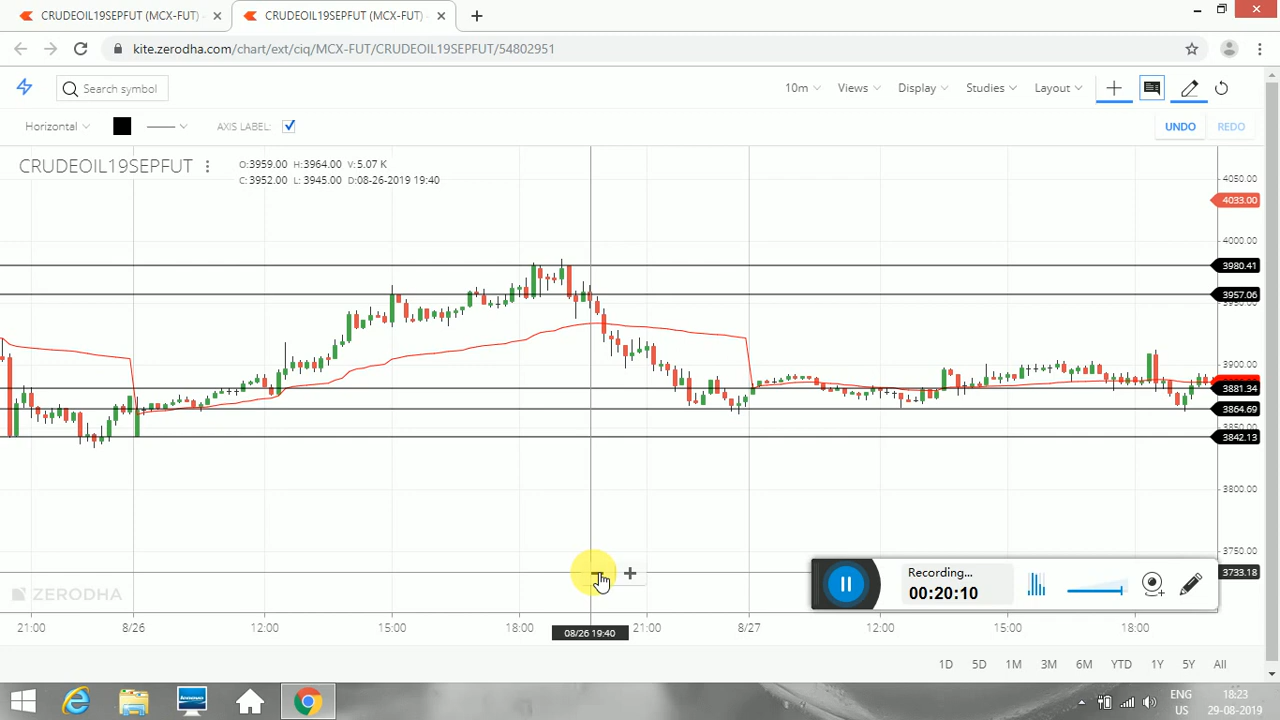 CRUDEOIL19SEPFUT (MCX-FUT)
CRUDEOIL19SEPFUT (MCX-FUT)
kite.zerodha.com/chart/ext/ciq/MCX-FUT/CRUDEOIL19SEPFUT/54802951
Search symbol
10m Views Display Studies Layout
Horizontal AXIS LABEL: UNDO REDO
CRUDEOIL19SEPFUT
O:3959.00 H:3964.00 V:5.07 K
C:3952.00 L: 3945.00 D:08-26-2019 19:40
4050.00
4033.00
4000.00
3980.41
3957.06
3900.00
3881.34
3864.69
3842.13
3800.00
3750.00
3733.18
Recording...
00:20:10
ZERODHA
21:00 8/26 12:00 15:00 18:00 08/26 19:40 21:00 8/27 12:00 15:00 18:00
1D 5D 1M 3M 6M YTD 1Y 5Y All
ENG
US
18:23
29-08-2019